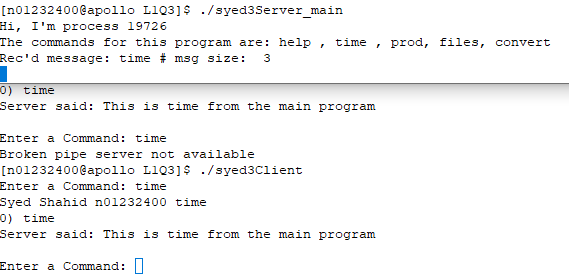 [n01232400@apollo L1Q3]$ ./syed3Server_main
Hi, I'm process 19726
The commands for this program are: help , time , prod, files, convert
Rec'd message: time # msg size:  3
0) time
Server said: This is time from the main program
Enter a Command: time
Broken pipe server not available
[n01232400@apollo L1Q3]$ ./syed3Client
Enter a Command: time
Syed Shahid n01232400 time
0) time
Server said: This is time from the main program
Enter a Command: